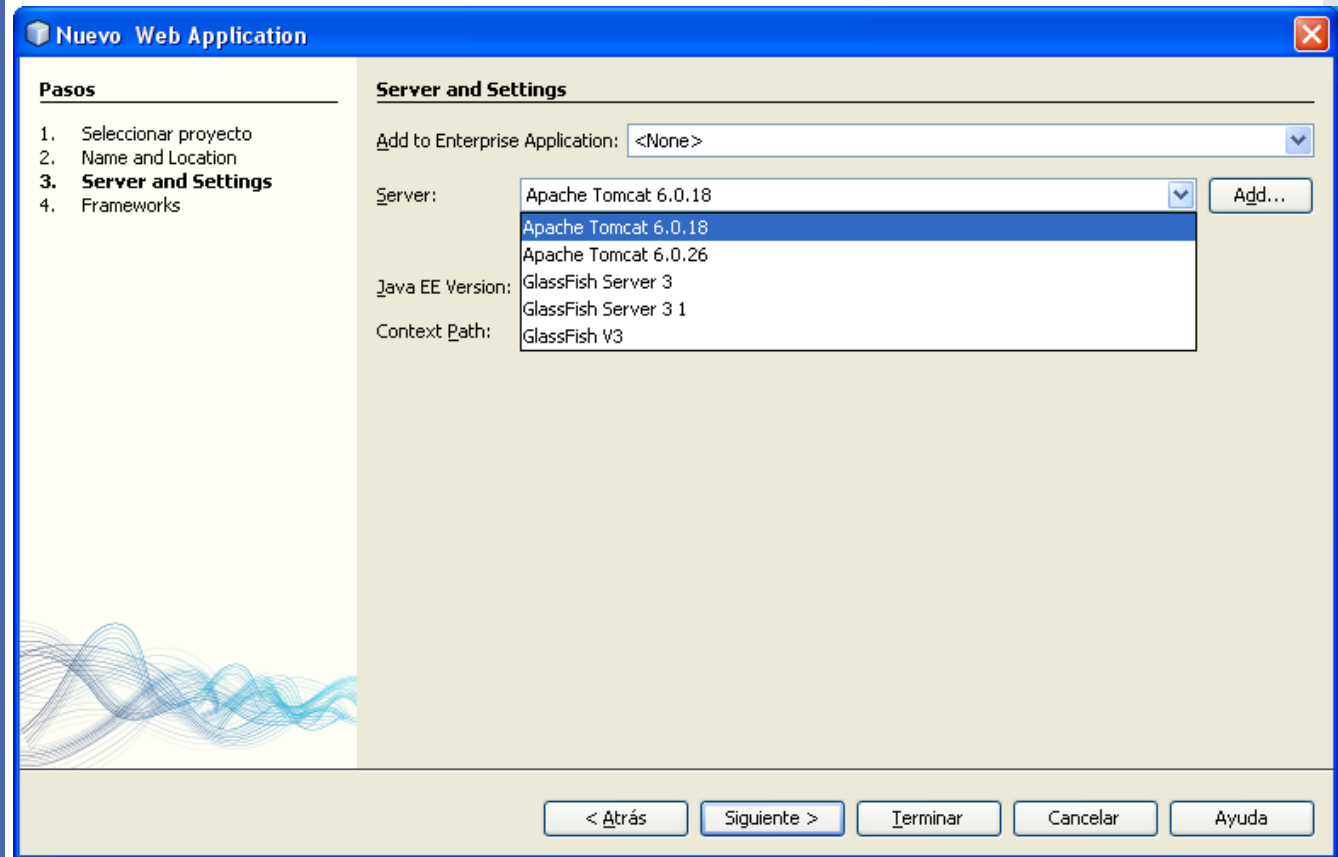 Nuevo Web Application
Pasos
1. Seleccionar proyecto
2. Name and Location
3. Server and Settings
4. Frameworks
Server and Settings
Add to Enterprise Application: <None>
Server: Apache Tomcat 6.0.18 Add...
Apache Tomcat 6.0.18
Apache Tomcat 6.0.26
GlassFish Server 3
GlassFish Server 3 1
GlassFish V3
Java EE Version:
Context Path:
< Atrás Siguiente > Terminar Cancelar Ayuda